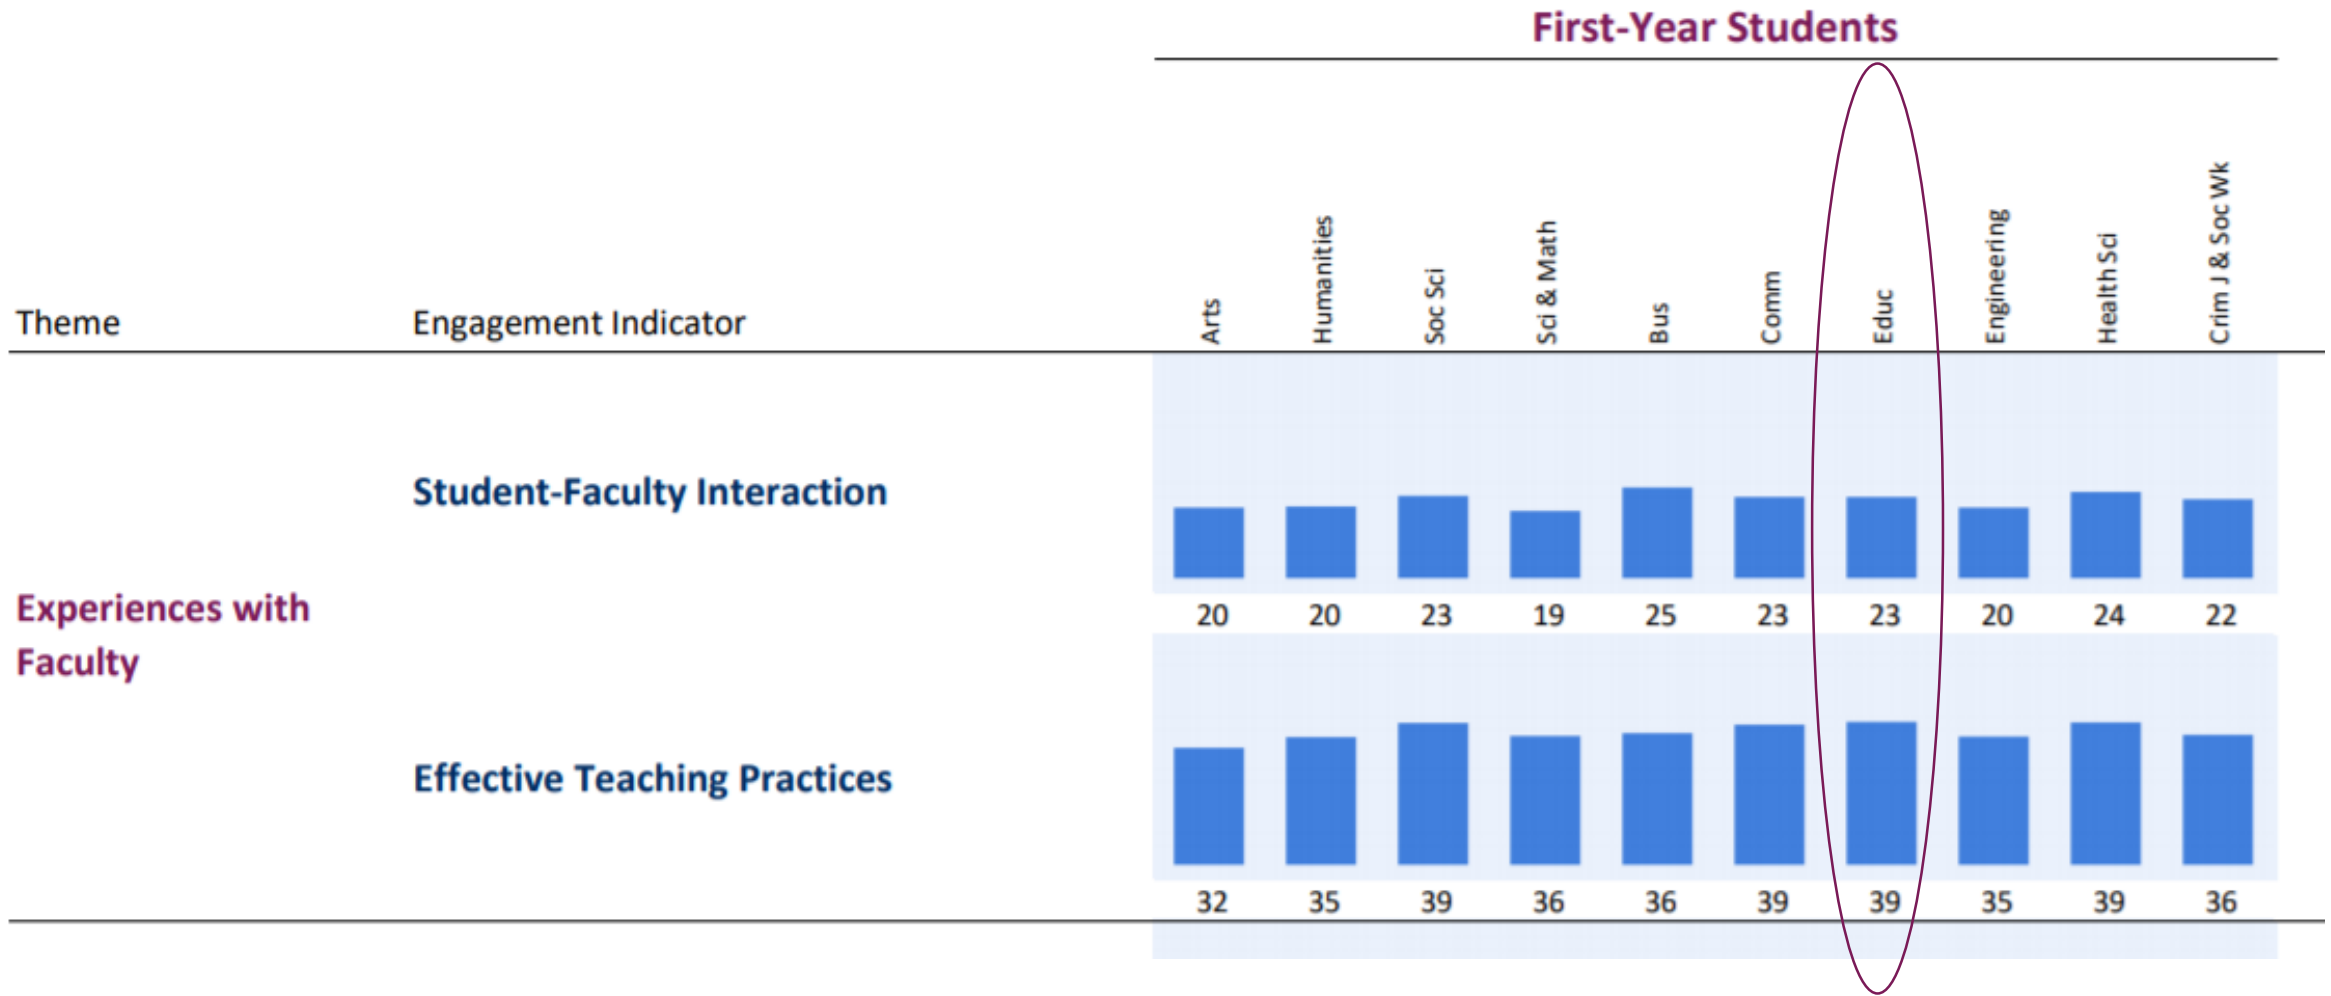 First-Year Students
Theme
Engagement Indicator
Arts
Humanities
Soc Sci
Sci & Math
Bus
Comm
Educ
Engineering
Health Sci
Crim J & Soc Wk
Student-Faculty Interaction
20 20 23 19 25 23 23 20 24 22
Experiences with
Faculty
Effective Teaching Practices
32 35 39 36 36 39 39 35 39 36